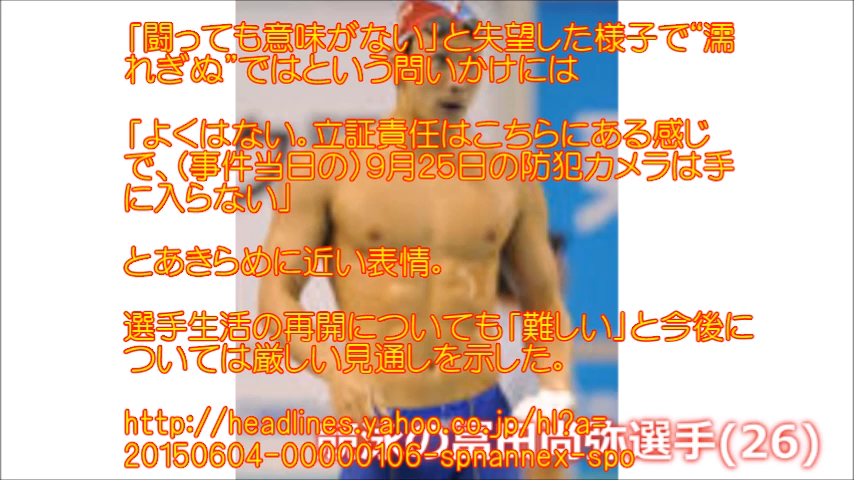 「闘っても意味がない」と失望した様子で“濡
れぎぬ”ではという問いかけには
「よくはない。立証責任はこちらにある感じ
で、（事件当日の）9月25日の防犯カメラは手
に入らない」
とあきらめに近い表情。
選手生活の再開についても「難しい」と今後に
ついては厳しい見通しを示した。
http://headlines.yahoo.co.jp/hl?a=
20150604-00000106-spnannex-spo
の冨田尚弥選手(26)